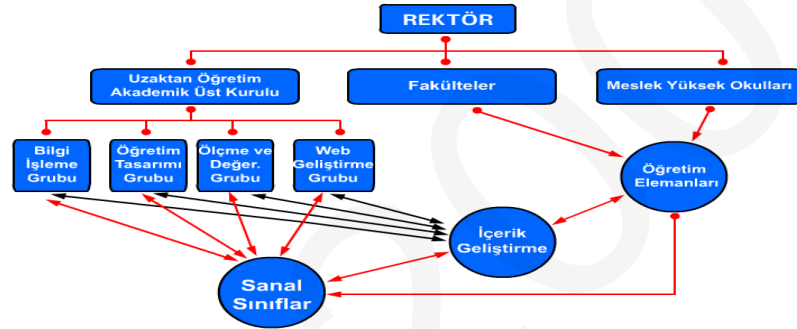 REKTÖR
Uzaktan Öğretim
Akademik Üst Kurulu
Fakülteler
Meslek Yüksek Okulları
Bilgi
İşleme
Grubu
Öğretim
Tasarımı
Grubu
Ölçme ve
Değer.
Grubu
Web
Geliştirme
Grubu
Öğretim
Elemanları
İçerik
Geliştirme
Sanal
Sınıflar